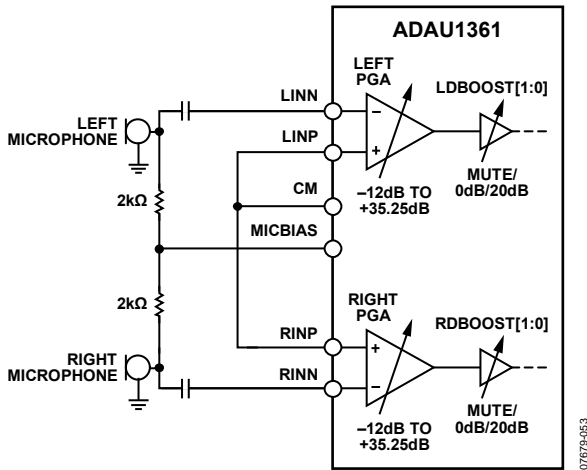 ADAU1361
LEFT
PGA
LDBOOST[1:0]
LINN
LEFT
MICROPHONE
LINP
CM
MUTE/
0dB/20dB
–12dB TO
+35.25dB
2kΩ
MICBIAS
2kΩ
RIGHT
PGA
RDBOOST[1:0]
RINP
RIGHT
MICROPHONE
RINN
MUTE/
0dB/20dB
–12dB TO
+35.25dB
07679-053